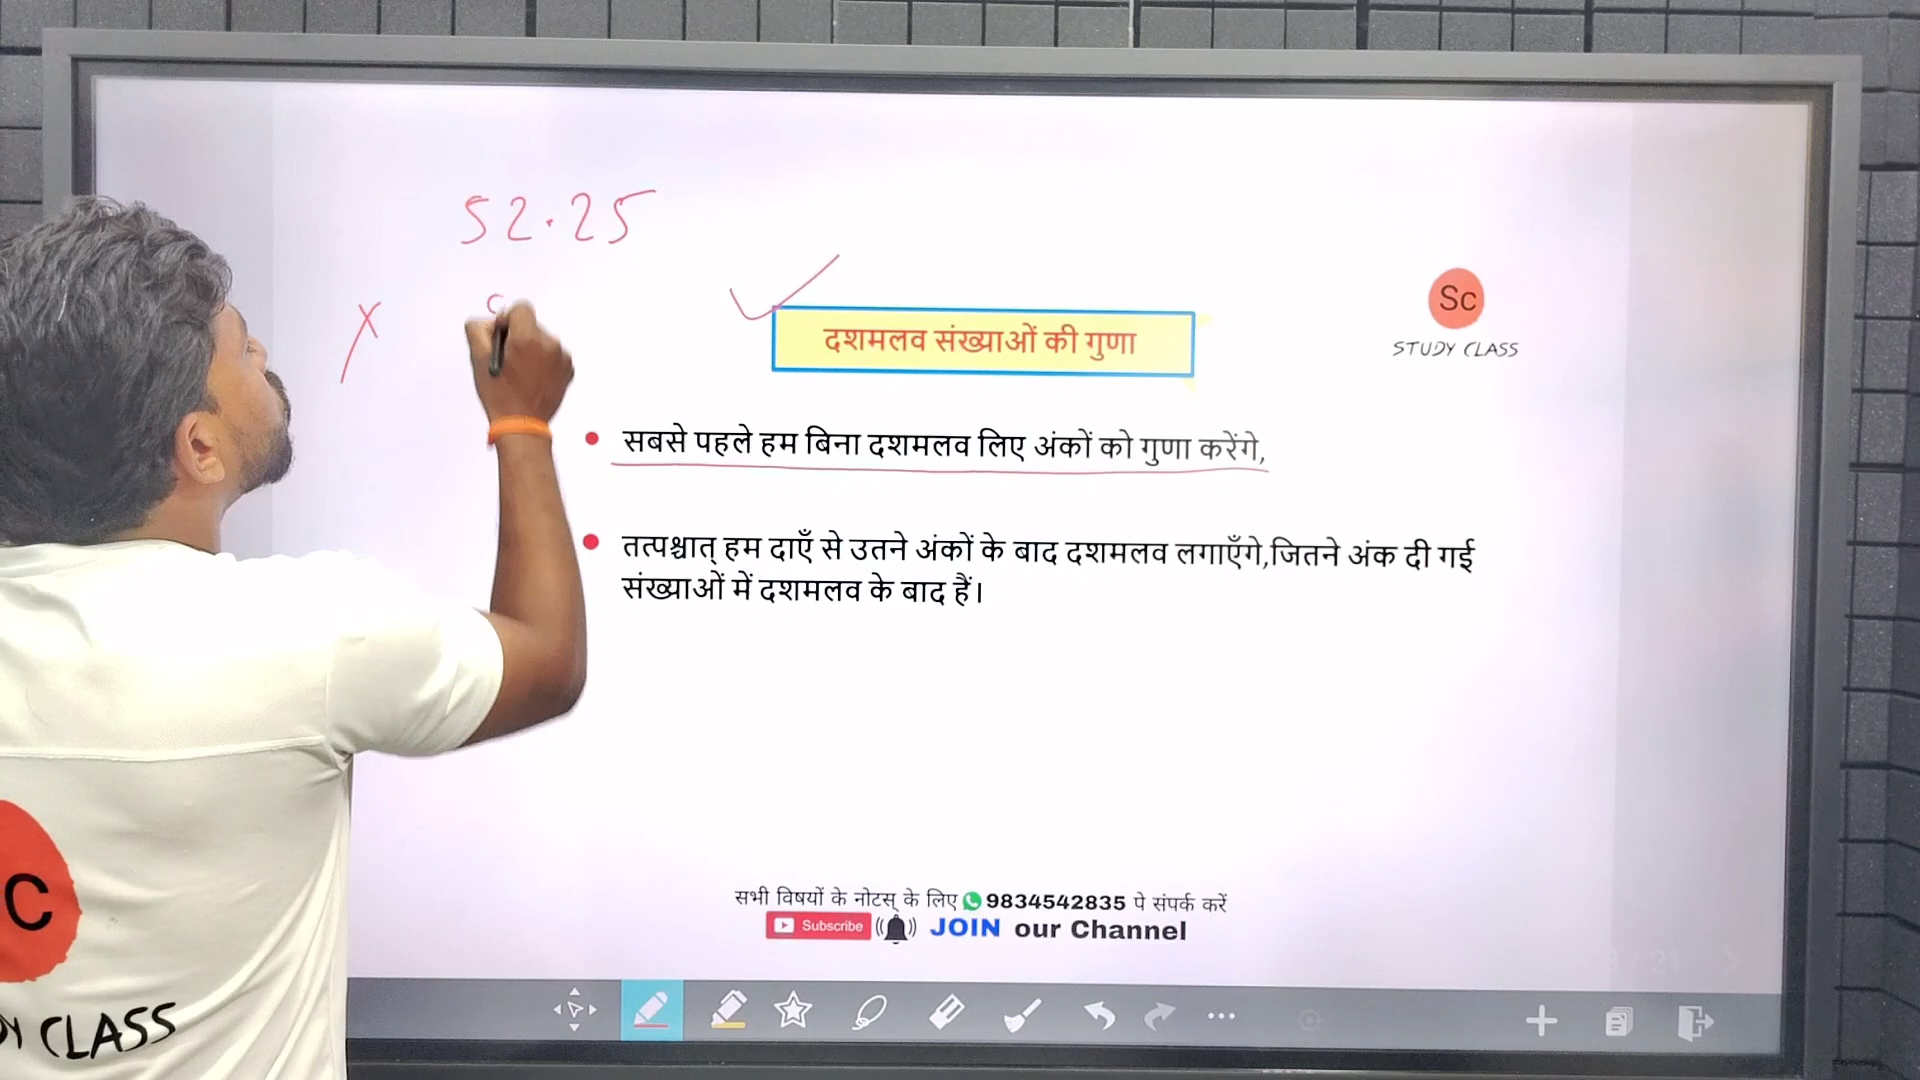 52.25
×
दशमलव संख्याओं की गुणा
Sc
STUDY CLASS
• सबसे पहले हम बिना दशमलव लिए अंकों को गुणा करेंगे,
• तत्पश्चात् हम दाएँ से उतने अंकों के बाद दशमलव लगाएँगे,जितने अंक दी गई
संख्याओं में दशमलव के बाद हैं।
सभी विषयों के नोटस् के लिए 9834542835 पे संपर्क करें
Subscribe JOIN our Channel
C
CLASS